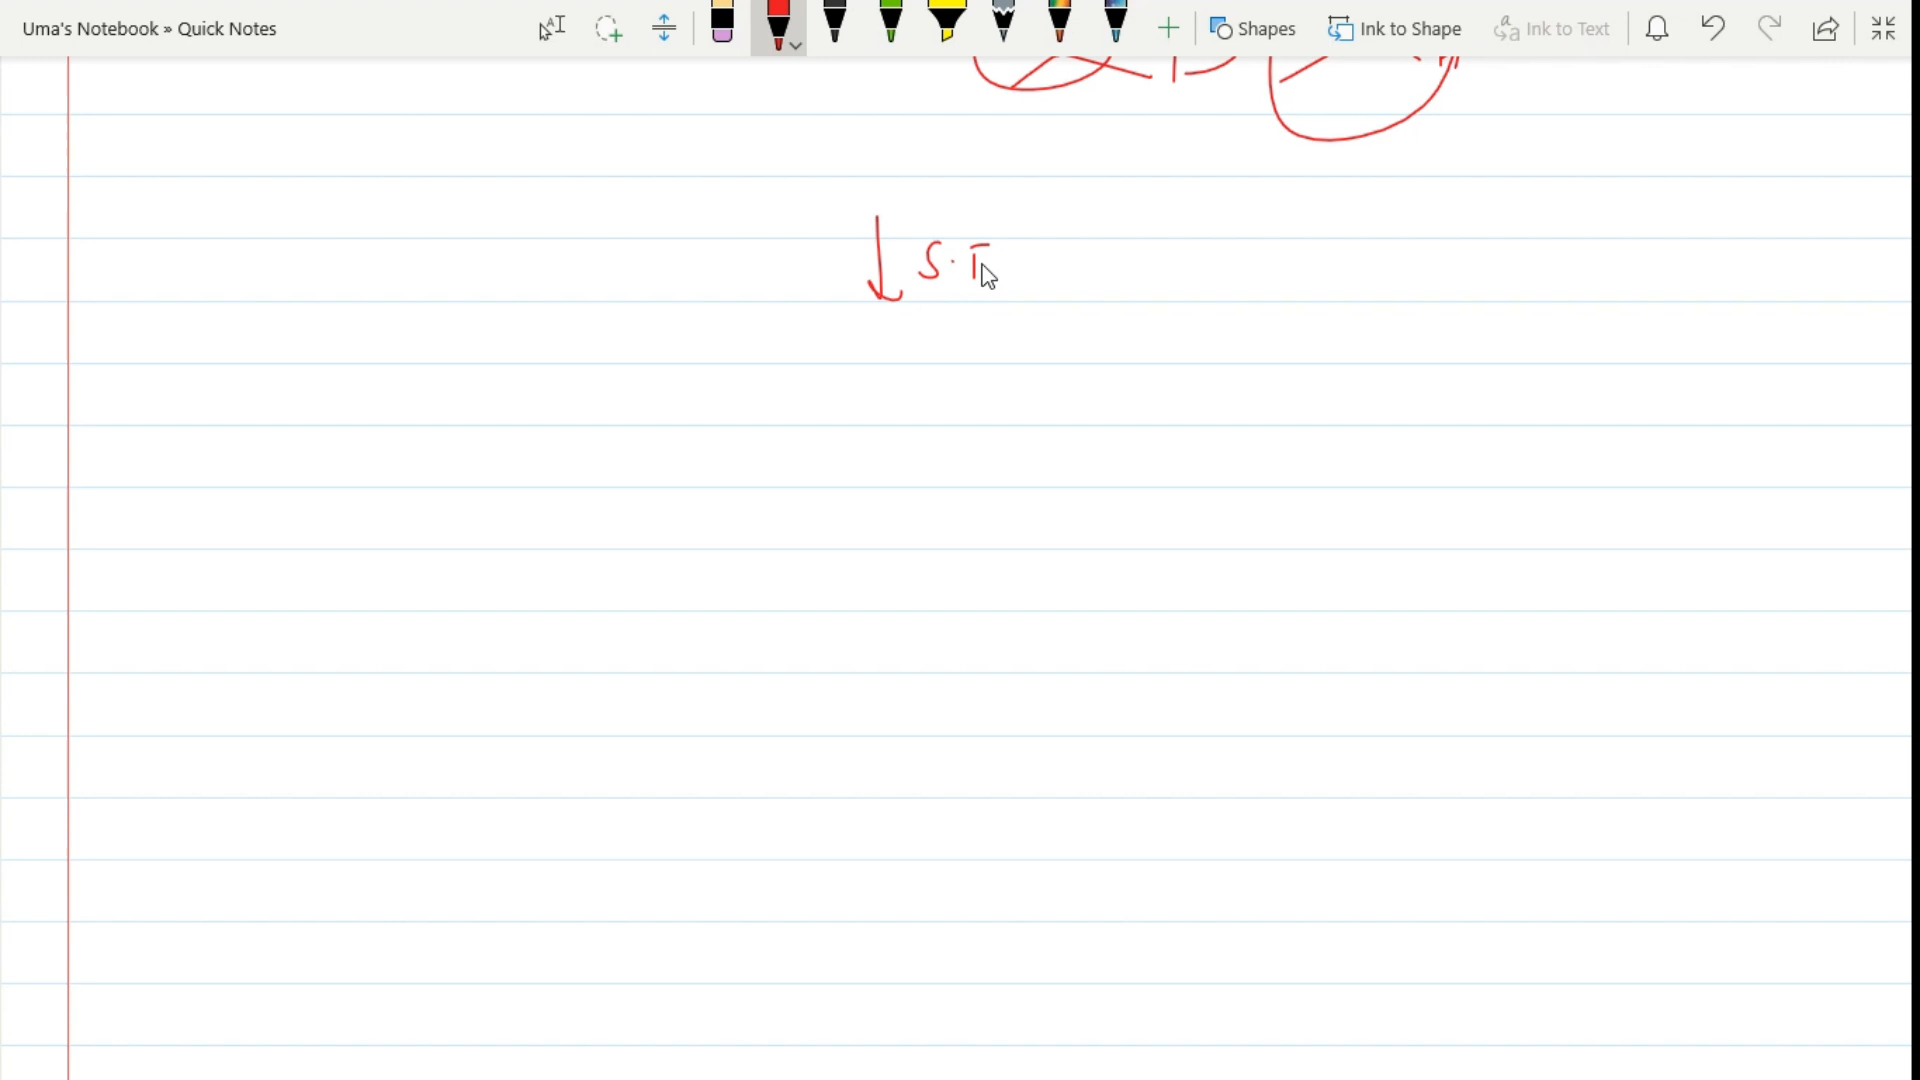 Uma's Notebook » Quick Notes
Shapes
Ink to Shape
Ink to Text
S.